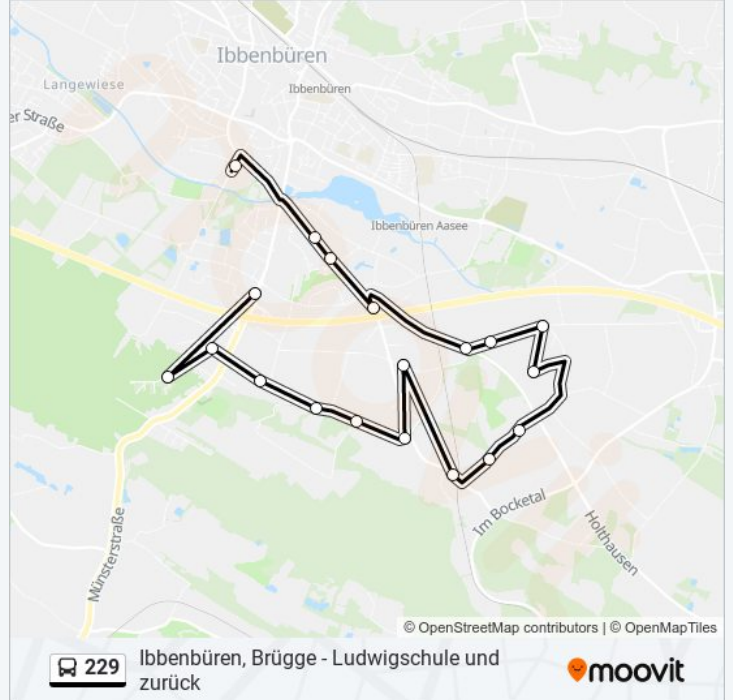 Ibbenbüren
Langewiese
Ibbenbüren
er Straße
Ibbenbüren Aasee
Im Bocketal
Holthausen
Münsterstraße
© OpenStreetMap contributors | © OpenMapTiles
229
Ibbenbüren, Brügge - Ludwigschule und
zurück
moovit